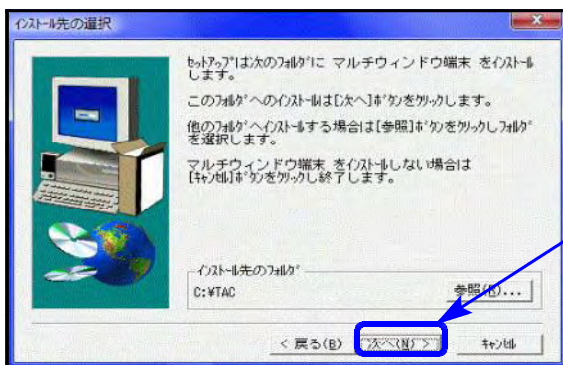 ｲﾝｽﾄｰﾙ先の選択
ｾｯﾄｱｯﾌﾟは次のﾌｫﾙﾀﾞに マルチウィンドウ端末 をｲﾝｽﾄｰﾙ
します。
このﾌｫﾙﾀﾞへのｲﾝｽﾄｰﾙは[次へ]ﾎﾞﾀﾝをｸﾘｯｸします。
他のﾌｫﾙﾀﾞへｲﾝｽﾄｰﾙする場合は[参照]ﾎﾞﾀﾝをｸﾘｯｸしﾌｫﾙﾀﾞ
を選択します。
マルチウィンドウ端末 をｲﾝｽﾄｰﾙしない場合は
[ｷｬﾝｾﾙ]ﾎﾞﾀﾝをｸﾘｯｸし終了します。
ｲﾝｽﾄｰﾙ先のﾌｫﾙﾀﾞ
C:¥TAC
参照(R)...
< 戻る(B)
次へ(N) >
ｷｬﾝｾﾙ